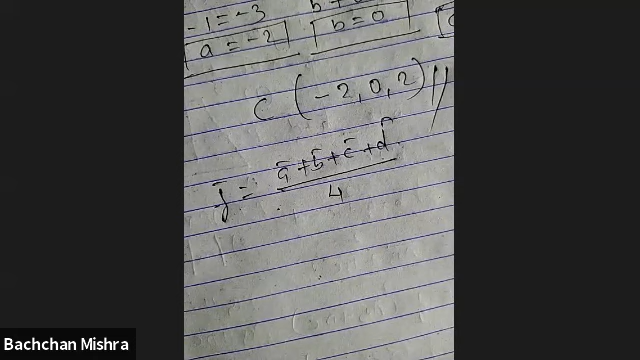 -1 = -3
a = -2
b = 0
C (-2, 0, 2) //
ḡ = ā + b̄ + c̄ + d̄ / 4
Bachchan Mishra